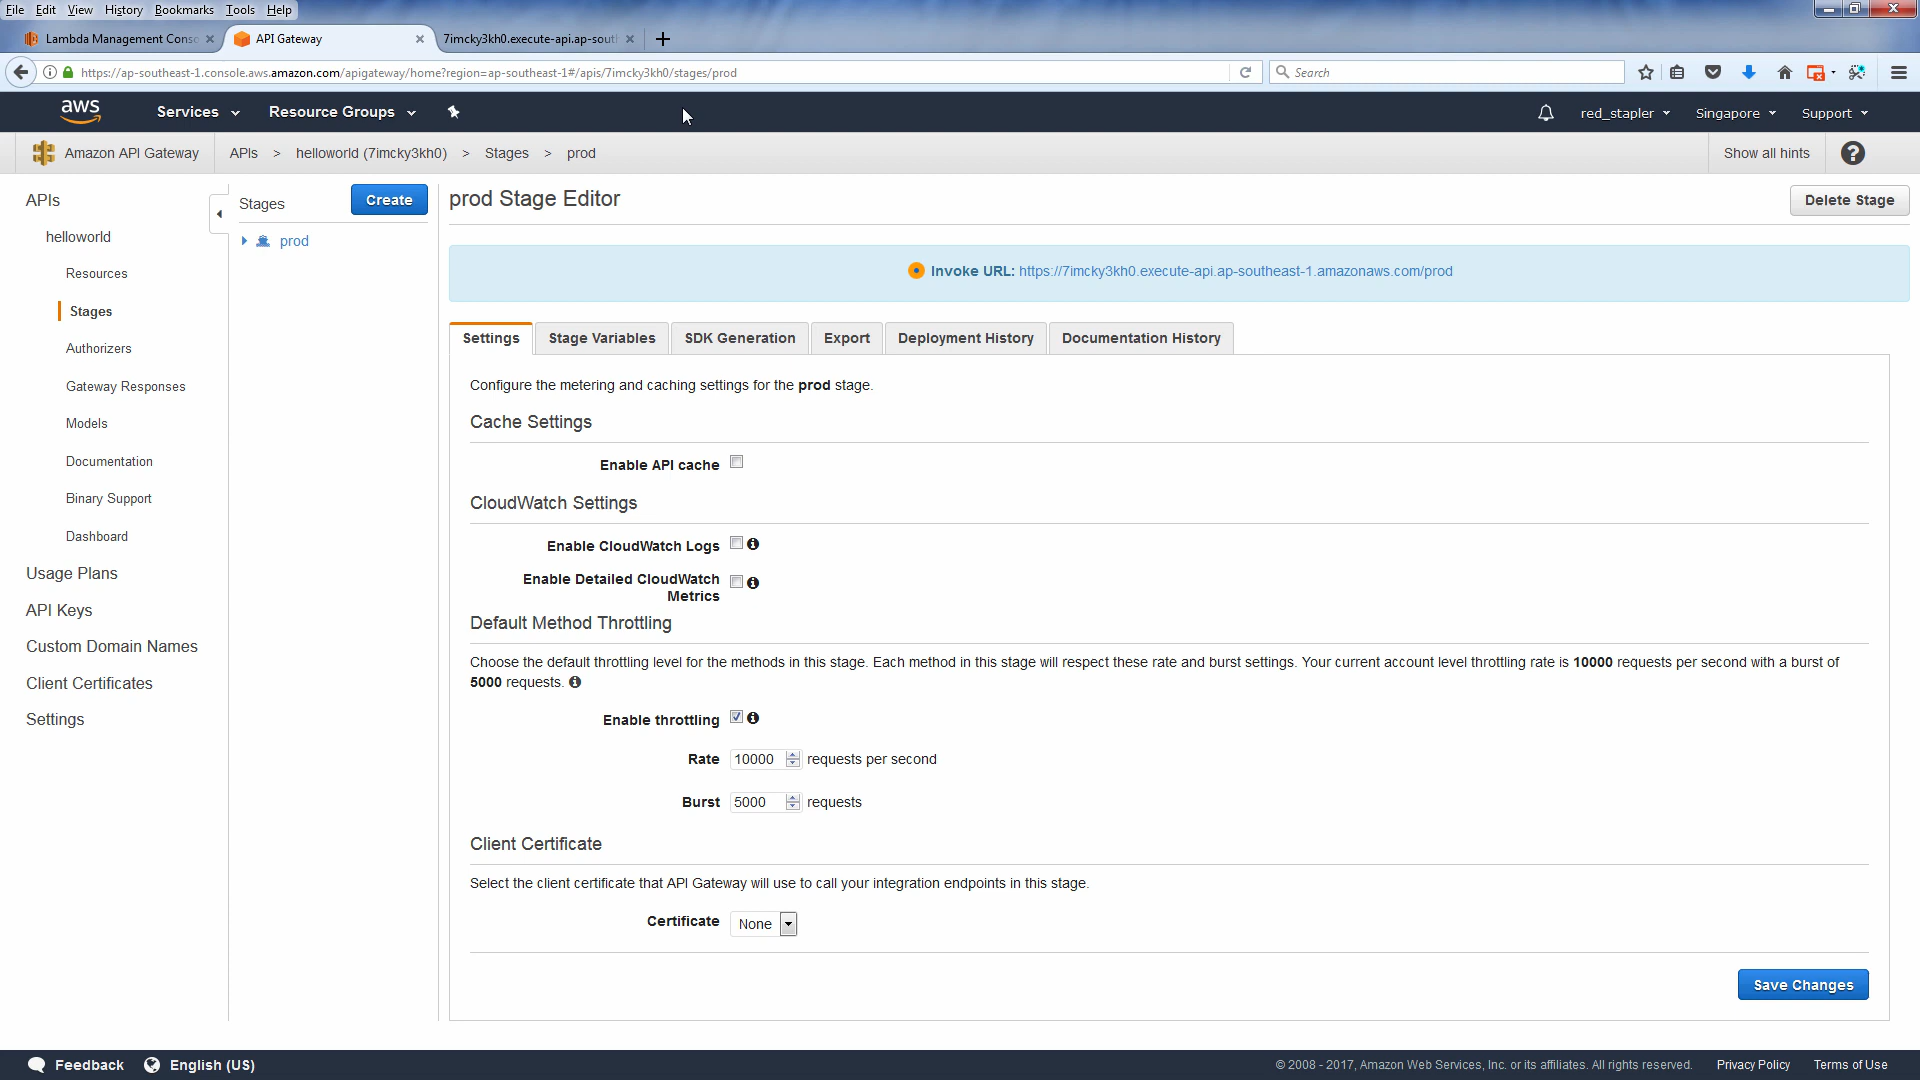 File Edit View History Bookmarks Tools Help
Lambda Management Conso
API Gateway
7imcky3kh0.execute-api.ap-sout
https://ap-southeast-1.console.aws.amazon.com/apigateway/home?region=ap-southeast-1#/apis/7imcky3kh0/stages/prod
Search
aws Services Resource Groups red_stapler Singapore Support
Amazon API Gateway APIs > helloworld (7imcky3kh0) > Stages > prod Show all hints ?
APIs
helloworld
Resources
Stages
Authorizers
Gateway Responses
Models
Documentation
Binary Support
Dashboard
Usage Plans
API Keys
Custom Domain Names
Client Certificates
Settings
Stages Create
prod
prod Stage Editor Delete Stage
Invoke URL: https://7imcky3kh0.execute-api.ap-southeast-1.amazonaws.com/prod
Settings Stage Variables SDK Generation Export Deployment History Documentation History
Configure the metering and caching settings for the prod stage.
Cache Settings
Enable API cache
CloudWatch Settings
Enable CloudWatch Logs
Enable Detailed CloudWatch
Metrics
Default Method Throttling
Choose the default throttling level for the methods in this stage. Each method in this stage will respect these rate and burst settings. Your current account level throttling rate is 10000 requests per second with a burst of
5000 requests.
Enable throttling
Rate 10000 requests per second
Burst 5000 requests
Client Certificate
Select the client certificate that API Gateway will use to call your integration endpoints in this stage.
Certificate None
Save Changes
Feedback English (US) © 2008 - 2017, Amazon Web Services, Inc. or its affiliates. All rights reserved. Privacy Policy Terms of Use